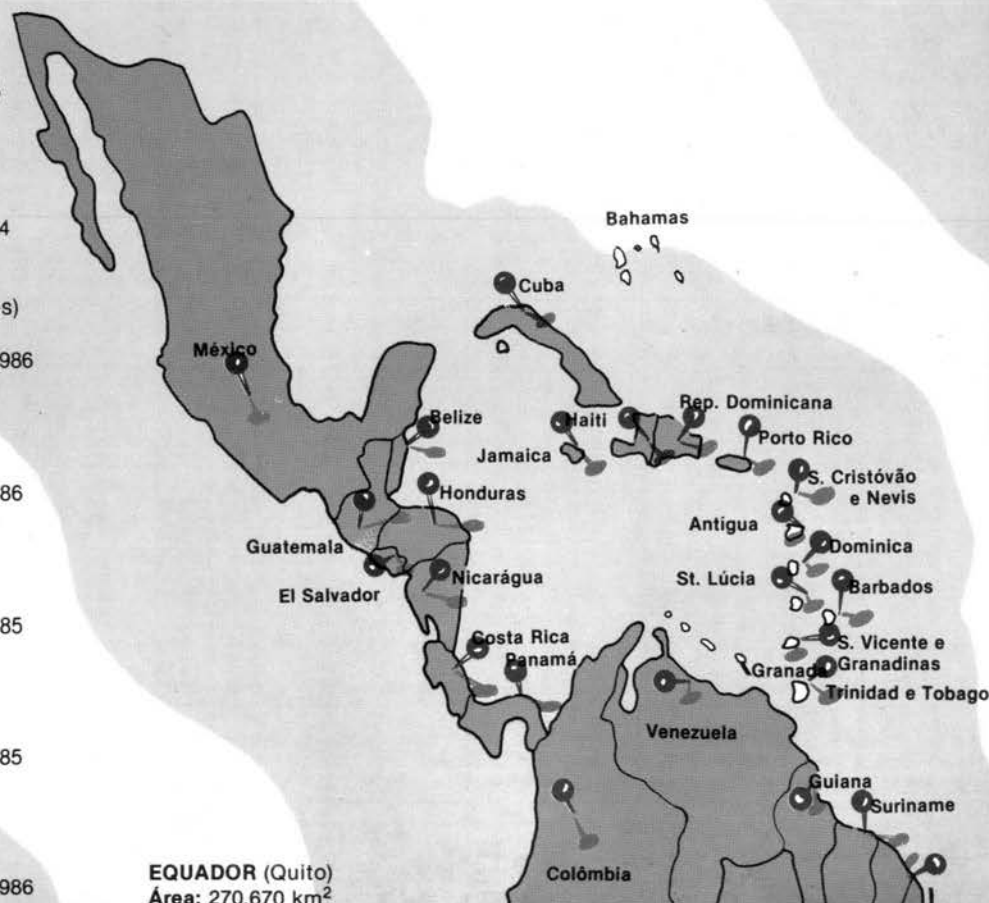 Bahamas
4
Cuba
s)
986
México
Belize
Haiti
Rep. Dominicana
Jamaica
Porto Rico
S. Cristóvão
e Nevis
86
Honduras
Antigua
Guatemala
Dominica
El Salvador
Nicarágua
St. Lúcia
Barbados
85
Costa Rica
Panamá
S. Vicente e
Granadinas
Granada
Trinidad e Tobago
Venezuela
85
Guiana
Suriname
Colômbia
EQUADOR (Quito)
Área: 270.670 km²
986